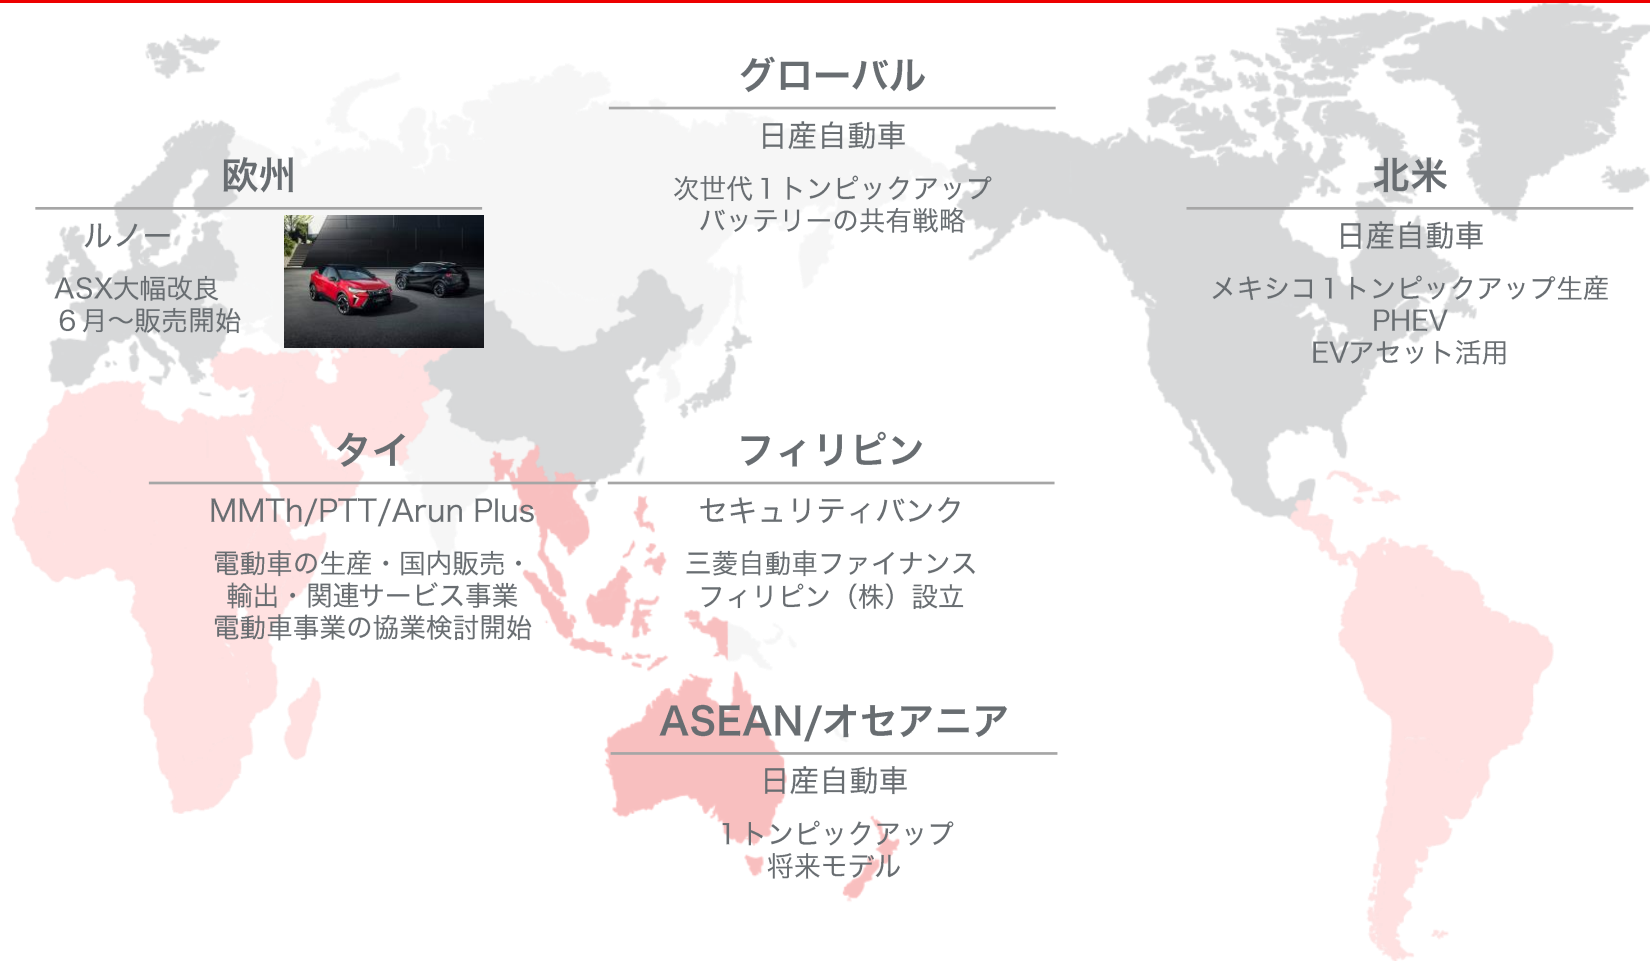 グローバル
日産自動車
次世代１トンピックアップ
バッテリーの共有戦略
欧州
ルノー
ASX大幅改良
６月～販売開始
北米
日産自動車
メキシコ１トンピックアップ生産
PHEV
EVアセット活用
タイ
MMTh/PTT/Arun Plus
電動車の生産・国内販売・
輸出・関連サービス事業
電動車事業の協業検討開始
フィリピン
セキュリティバンク
三菱自動車ファイナンス
フィリピン（株）設立
ASEAN/オセアニア
日産自動車
１トンピックアップ
将来モデル